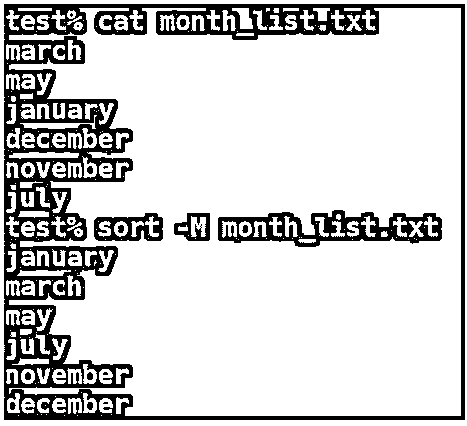 test% cat month_list.txt
march
may
january
december
november
july
test% sort -M month_list.txt
january
march
may
july
november
december